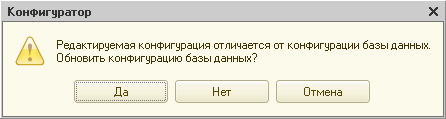 Конфигуратор
Редактируемая конфигурация отличается от конфигурации базы данных.
Обновить конфигурацию базы данных?
Да Нет Отмена